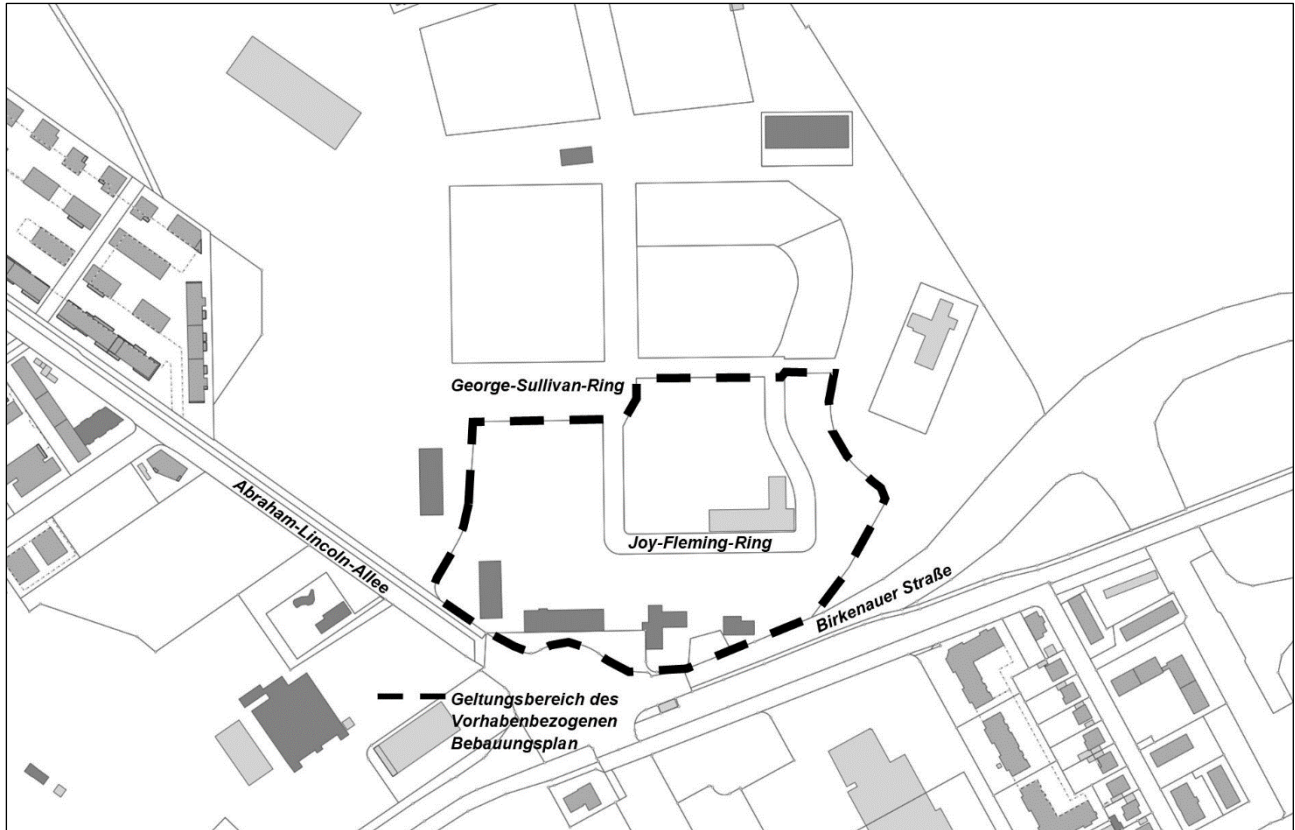 George-Sullivan-Ring
Abraham-Lincoln-Allee
Joy-Fleming-Ring
Birkenauer Straße
Geltungsbereich des
Vorhabenbezogenen
Bebauungsplan